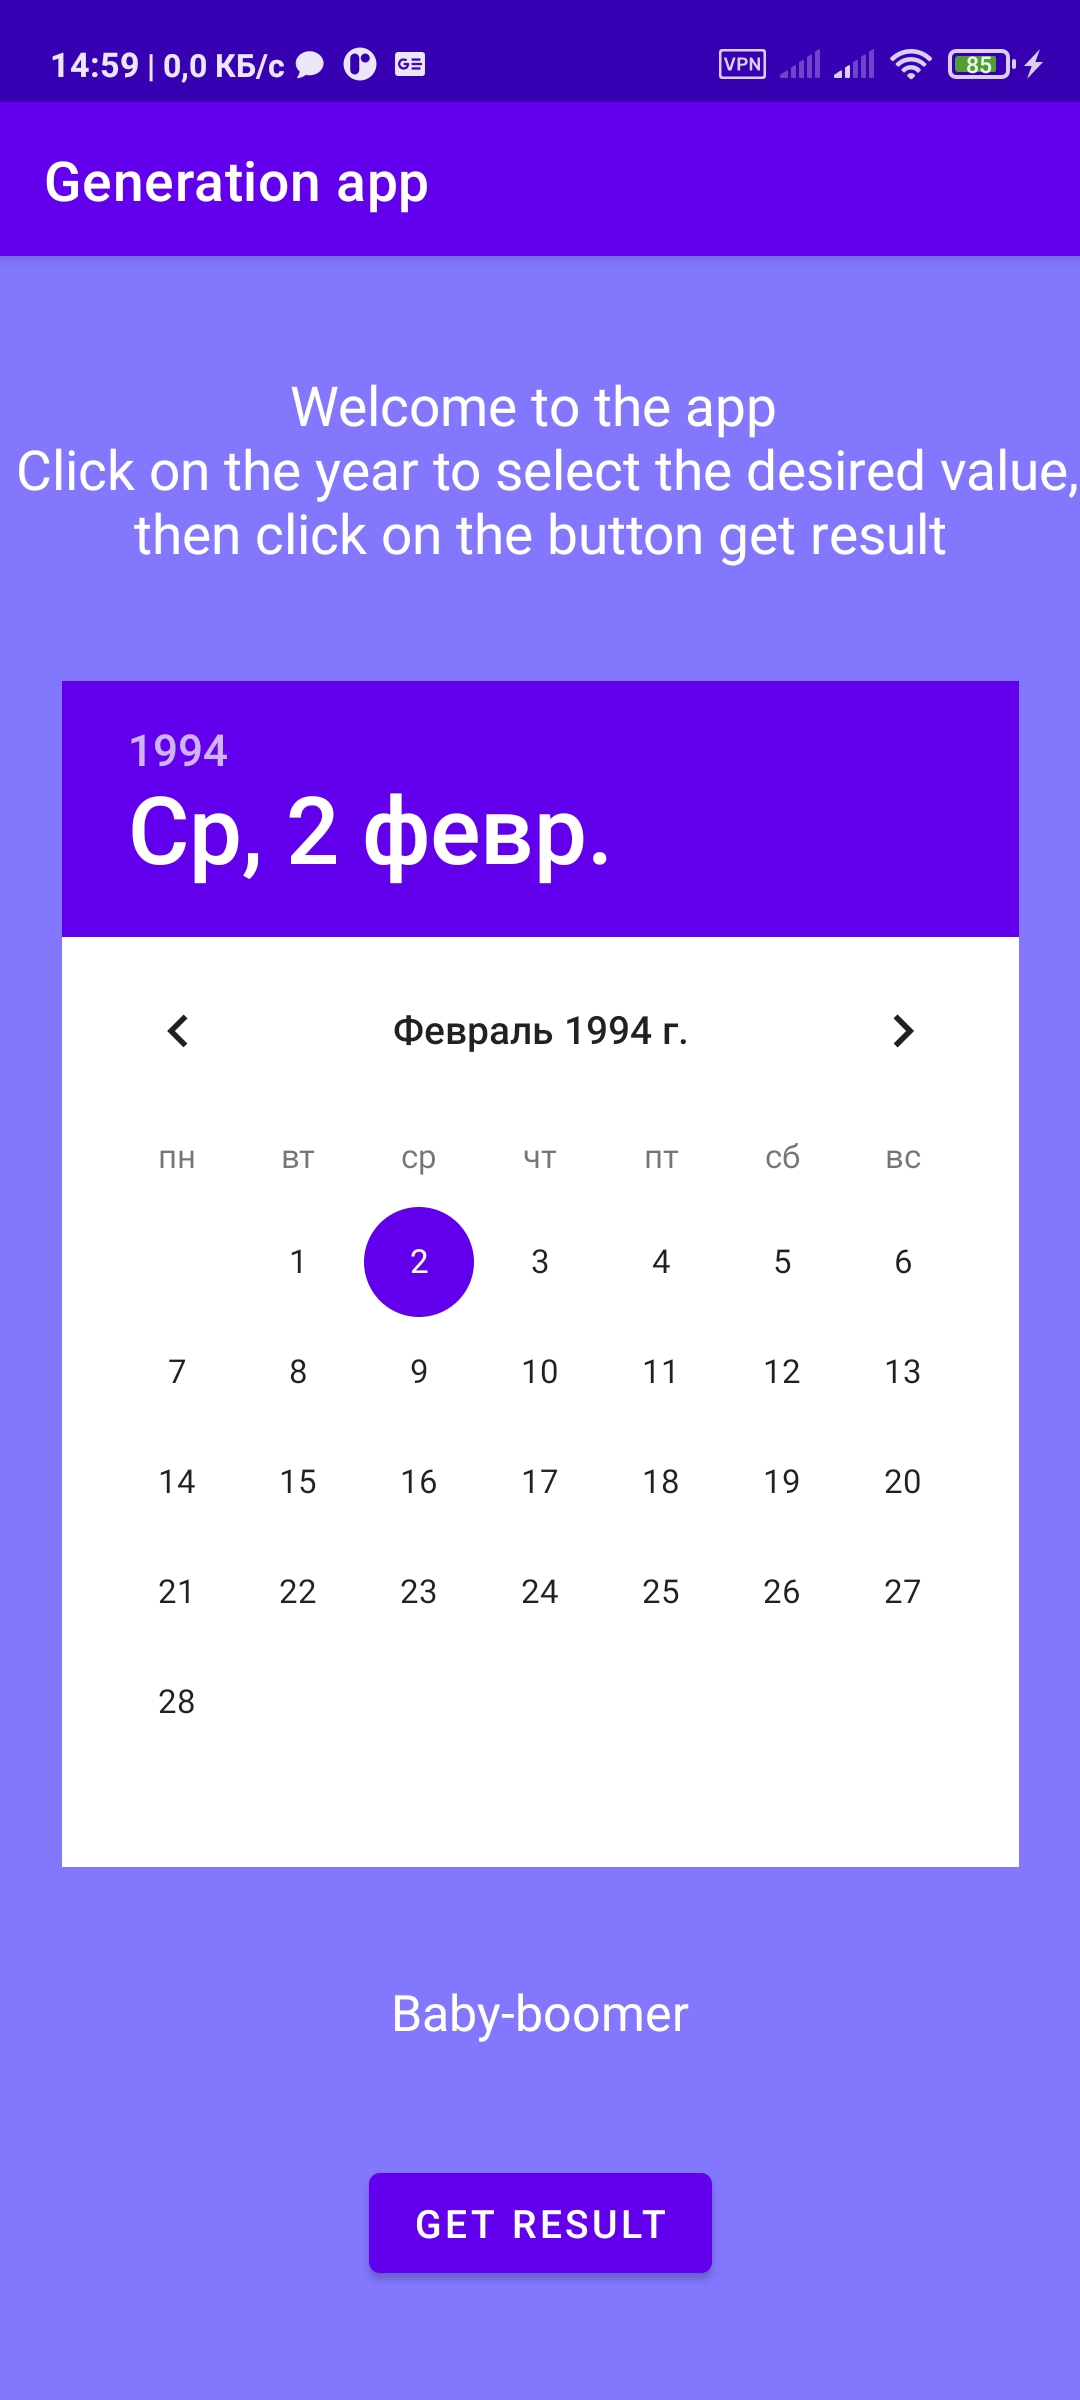 14:59 | 0,0 КБ/с VPN 85
Generation app
Welcome to the app
Click on the year to select the desired value,
then click on the button get result
1994
Ср, 2 февр.
Февраль 1994 г.
пн вт ср чт пт сб вс
1 2 3 4 5 6
7 8 9 10 11 12 13
14 15 16 17 18 19 20
21 22 23 24 25 26 27
28
Baby-boomer
GET RESULT